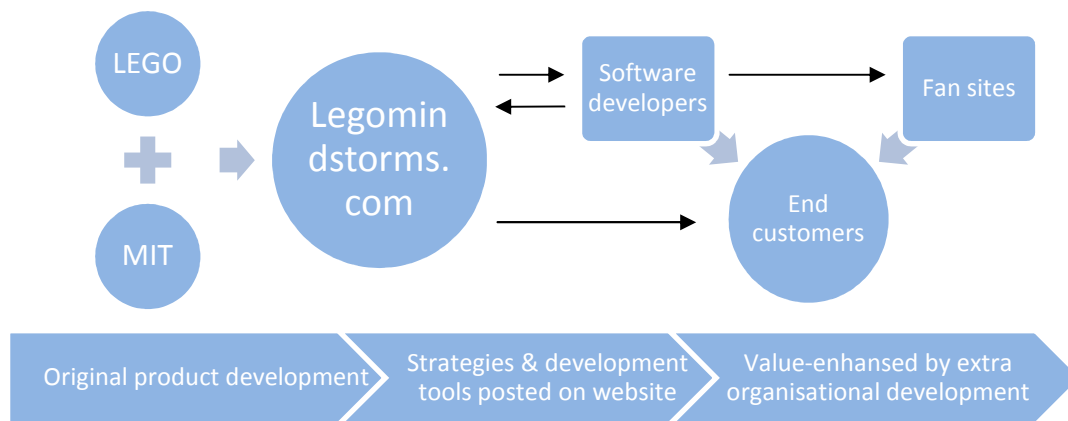 LEGO
MIT
Legomin
dstorms.
com
Software
developers
Fan sites
End
customers
Original product development
Strategies & development
tools posted on website
Value-enhansed by extra
organisational development